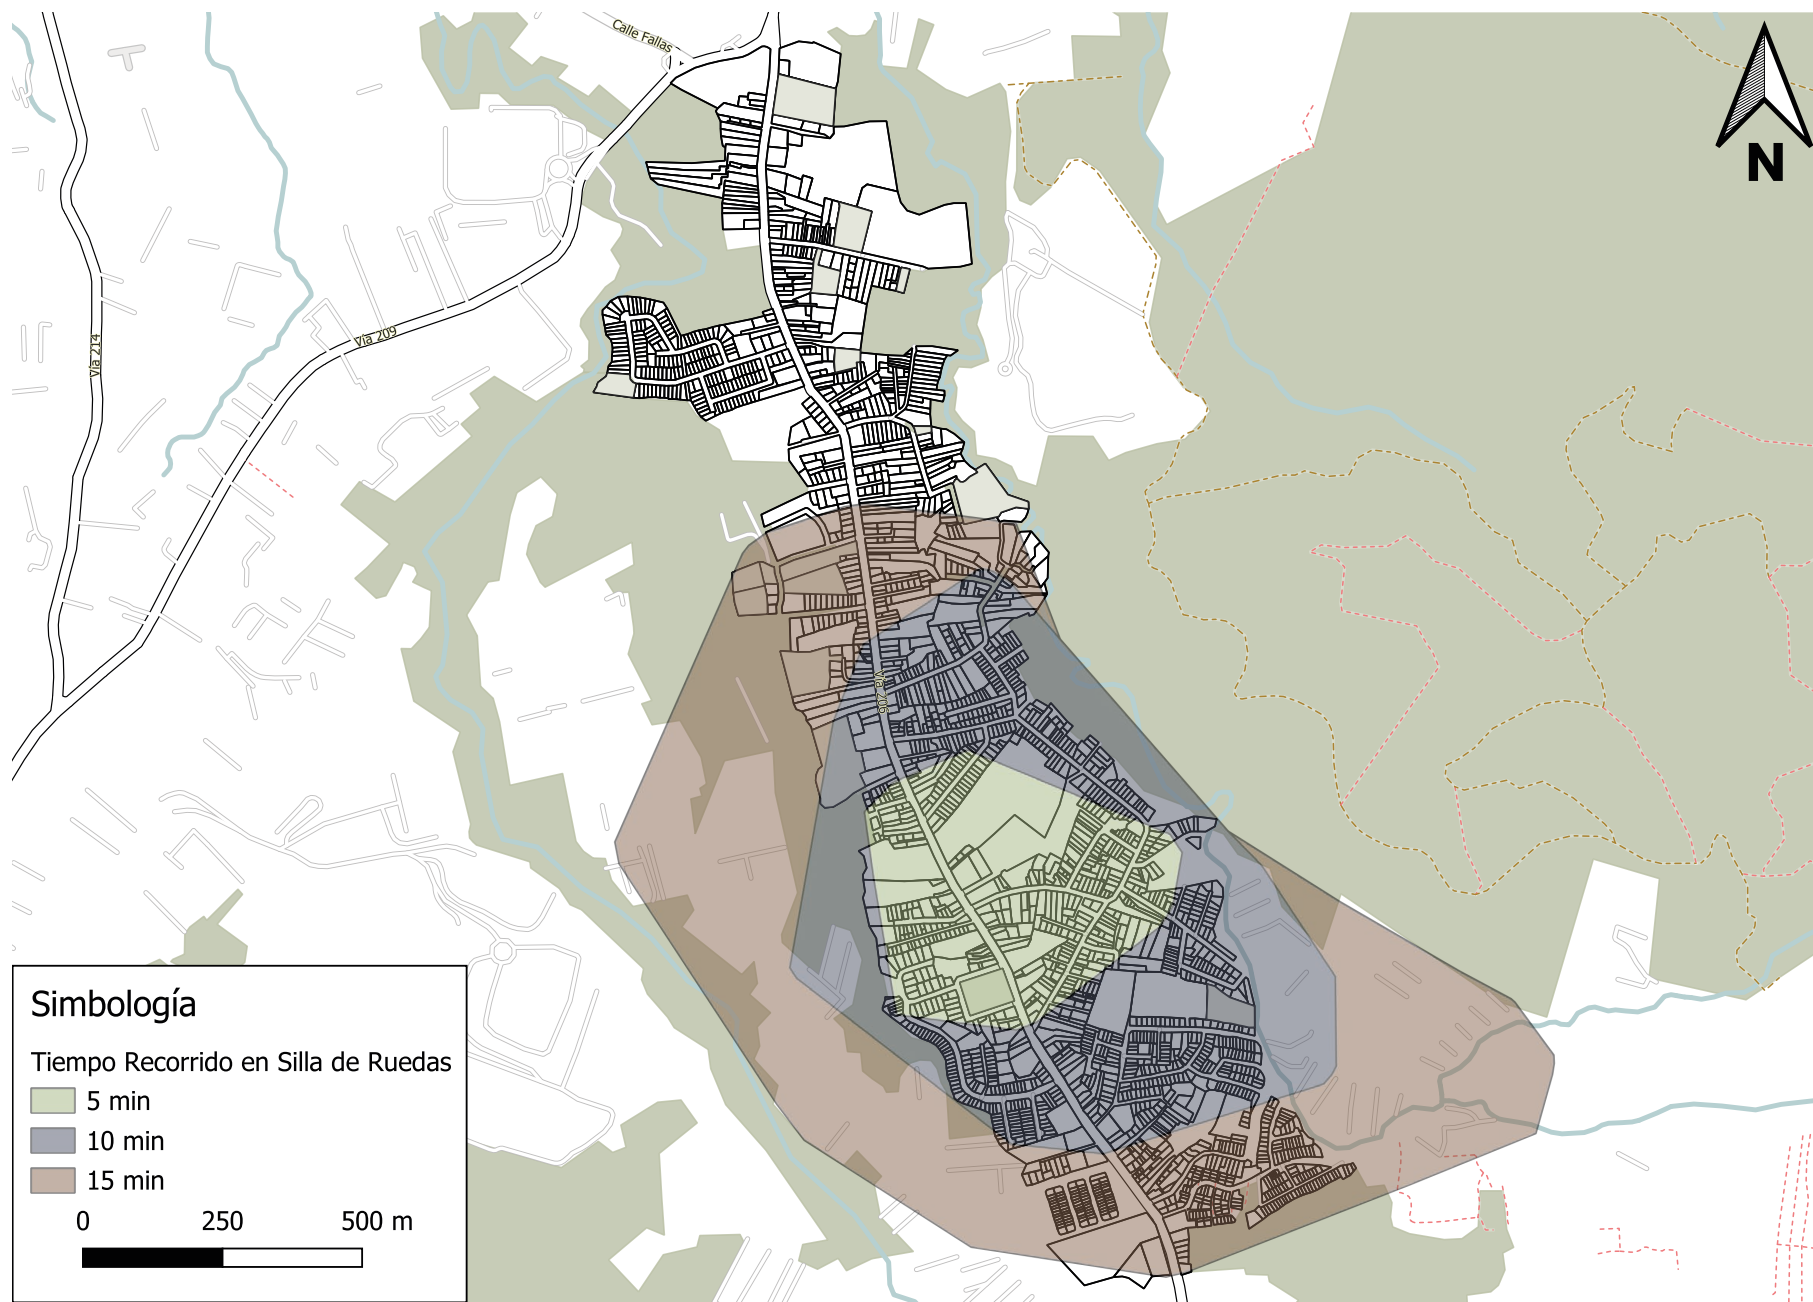 Calle Fallas
N
Vía 209
Vía 214
Vía 206
Simbología
Tiempo Recorrido en Silla de Ruedas
5 min
10 min
15 min
0 250 500 m